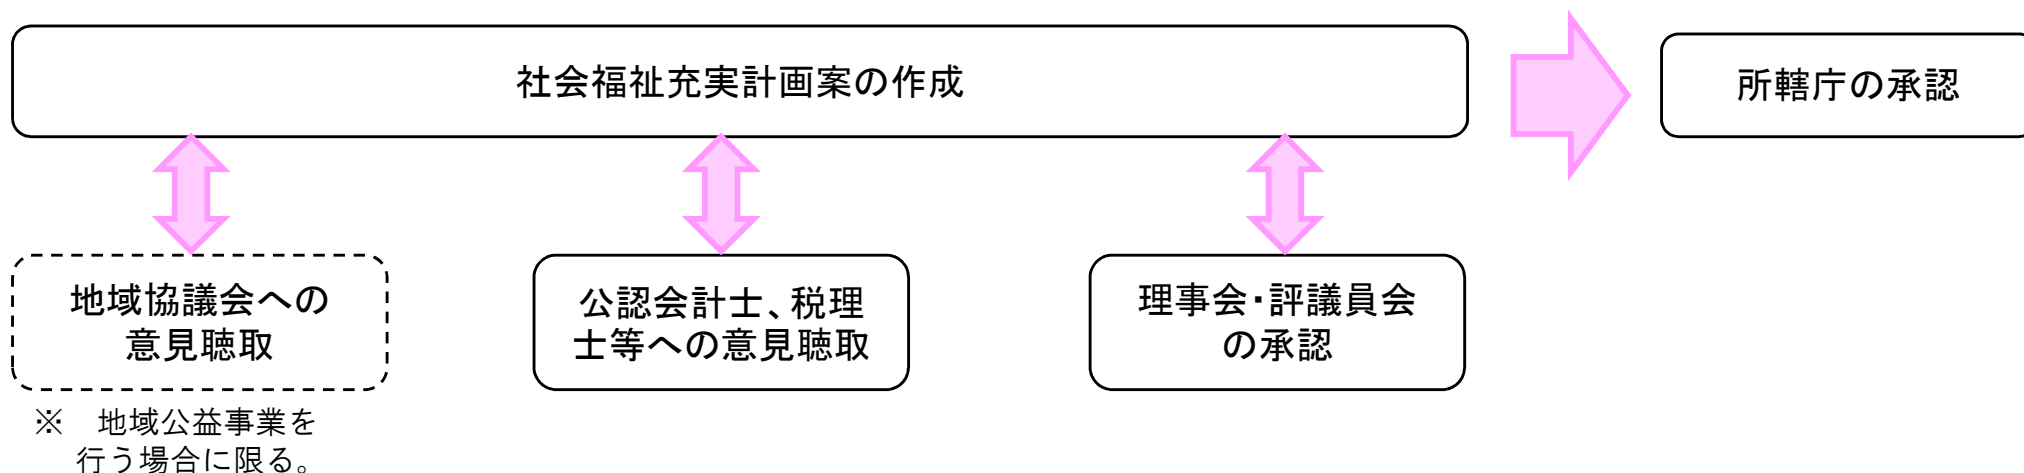 社会福祉充実計画案の作成
所轄庁の承認
地域協議会への
意見聴取
公認会計士、税理
士等への意見聴取
理事会・評議員会
の承認
※　地域公益事業を
行う場合に限る。